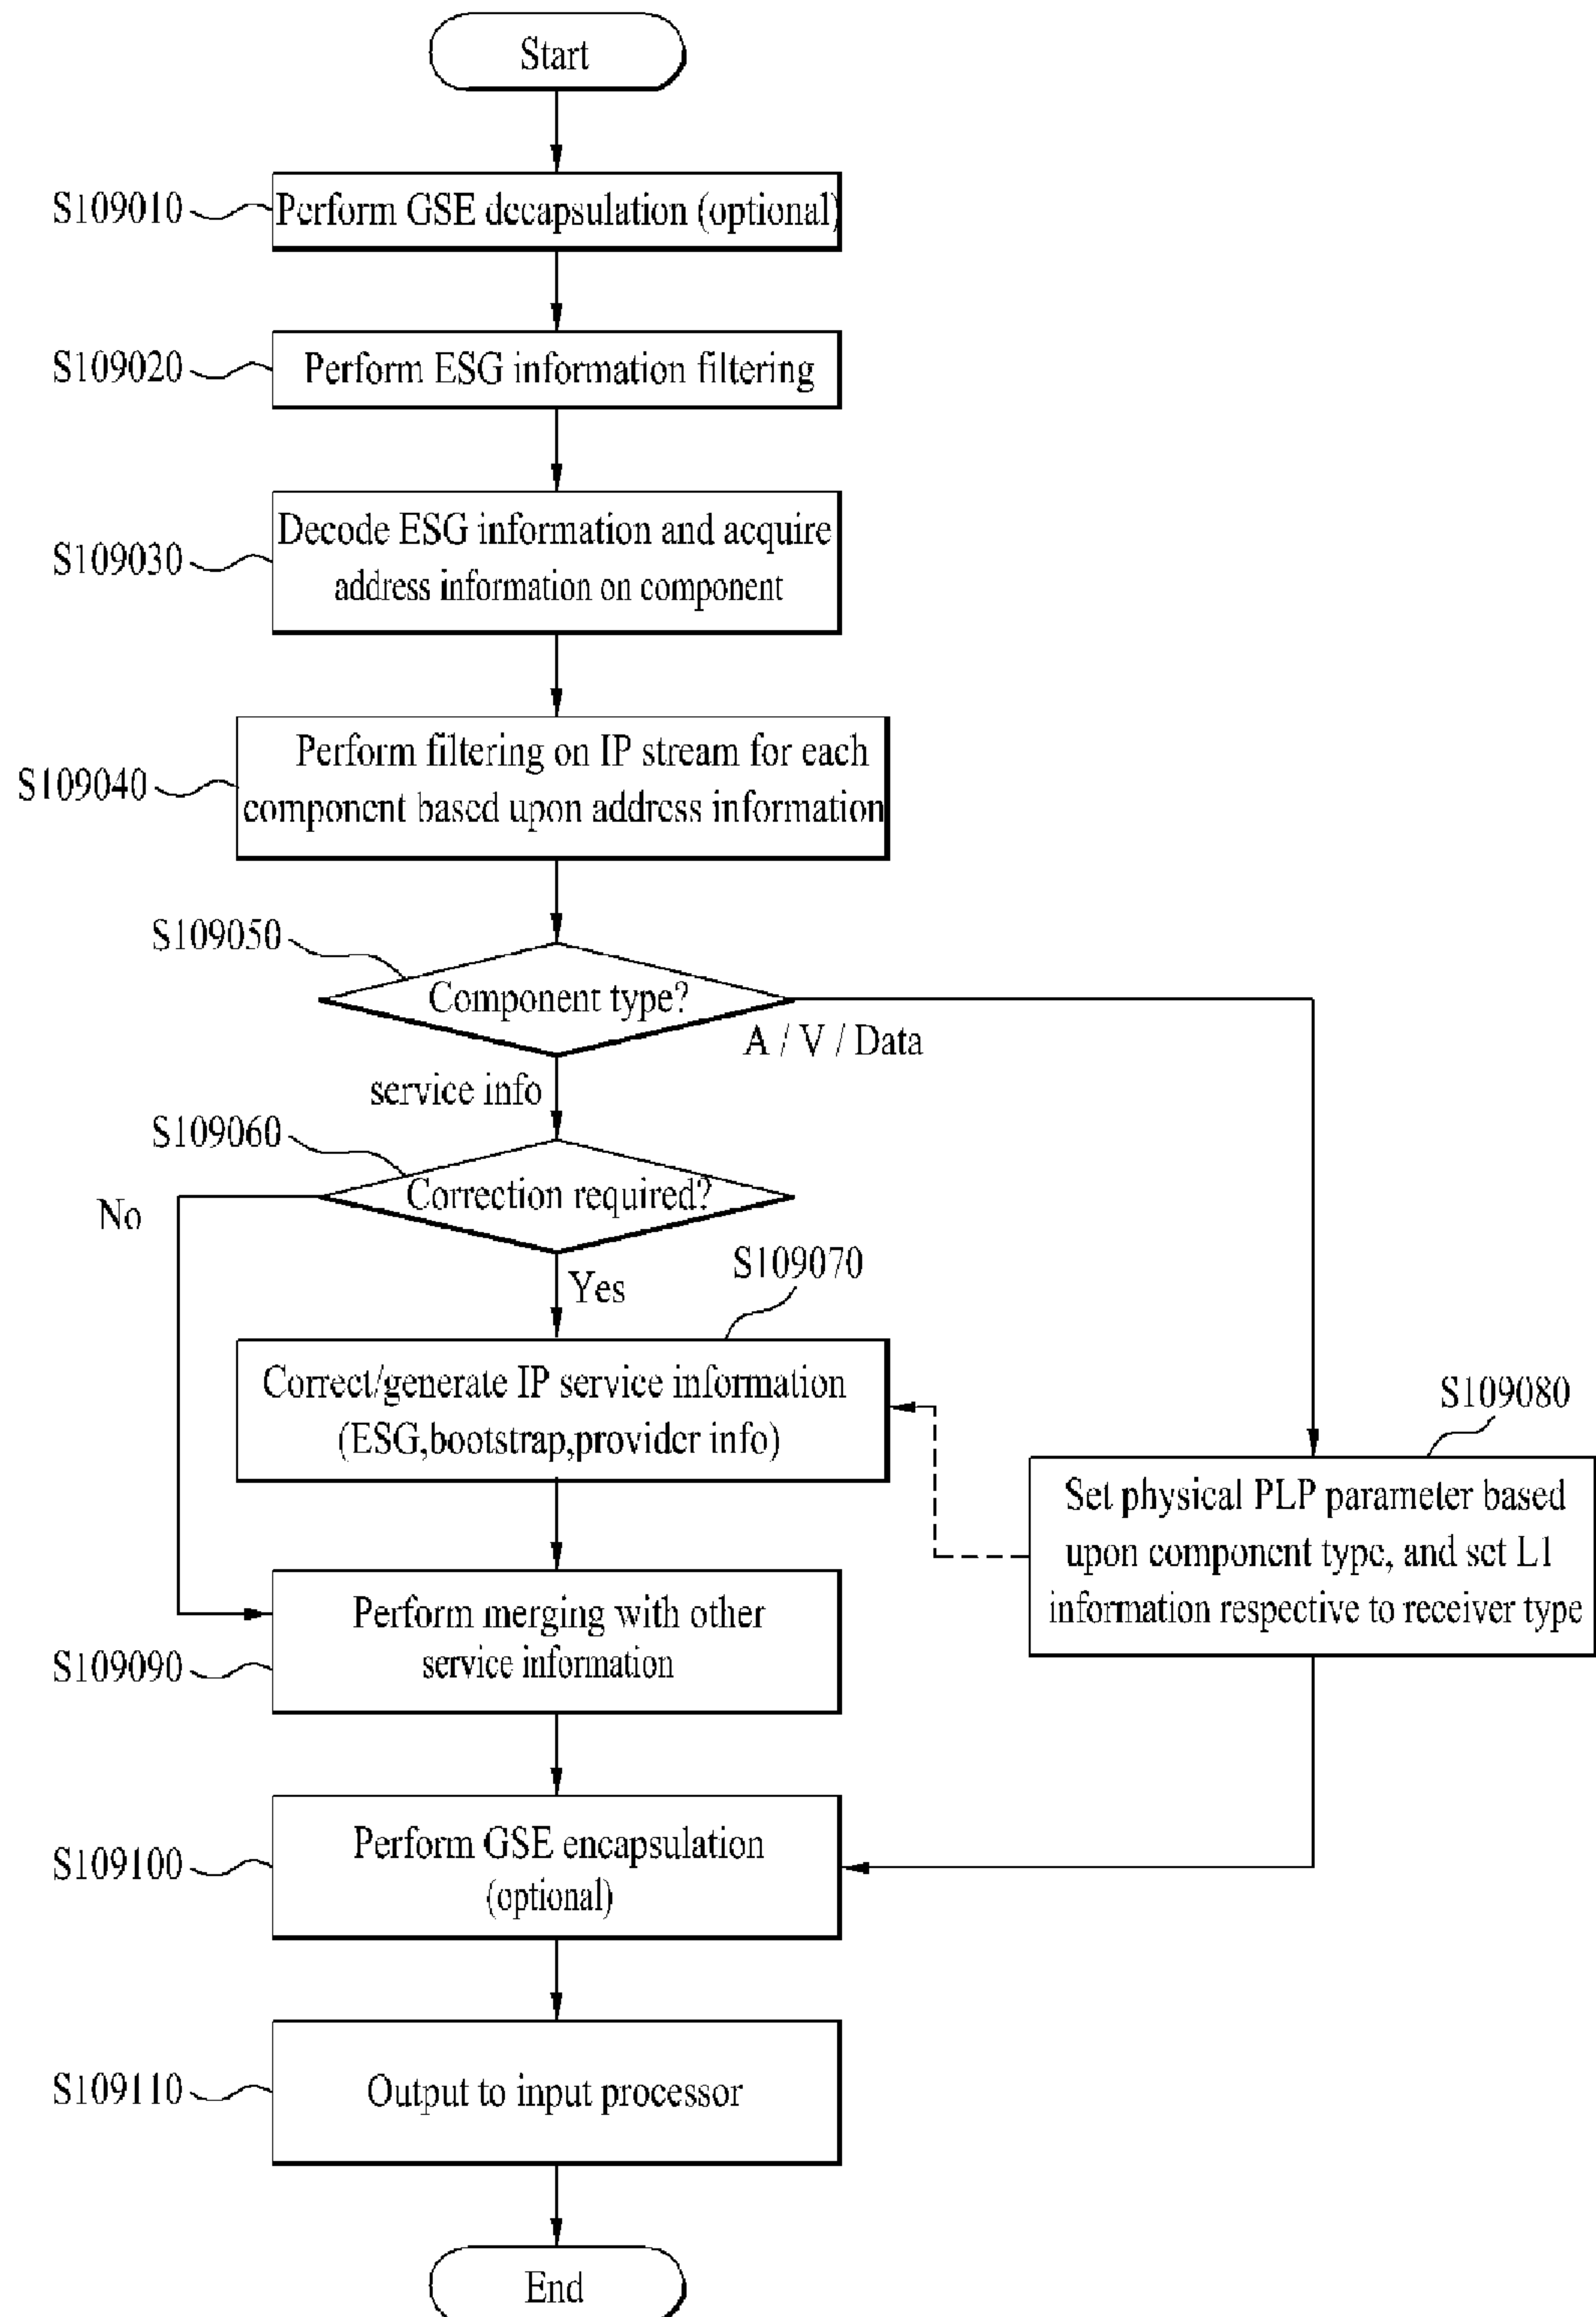 Start
S109010
Perform GSE decapsulation (optional)
S109020
Perform ESG information filtering
S109030
Decode ESG information and acquire
address information on component
S109040
Perform filtering on IP stream for each
component based upon address information
S109050
Component type?
A / V / Data
service info
S109060
Correction required?
No
Yes
S109070
Correct/generate IP service information
(ESG,bootstrap,provider info)
S109080
Set physical PLP parameter based
upon component type, and set L1
information respective to receiver type
S109090
Perform merging with other
service information
S109100
Perform GSE encapsulation
(optional)
S109110
Output to input processor
End